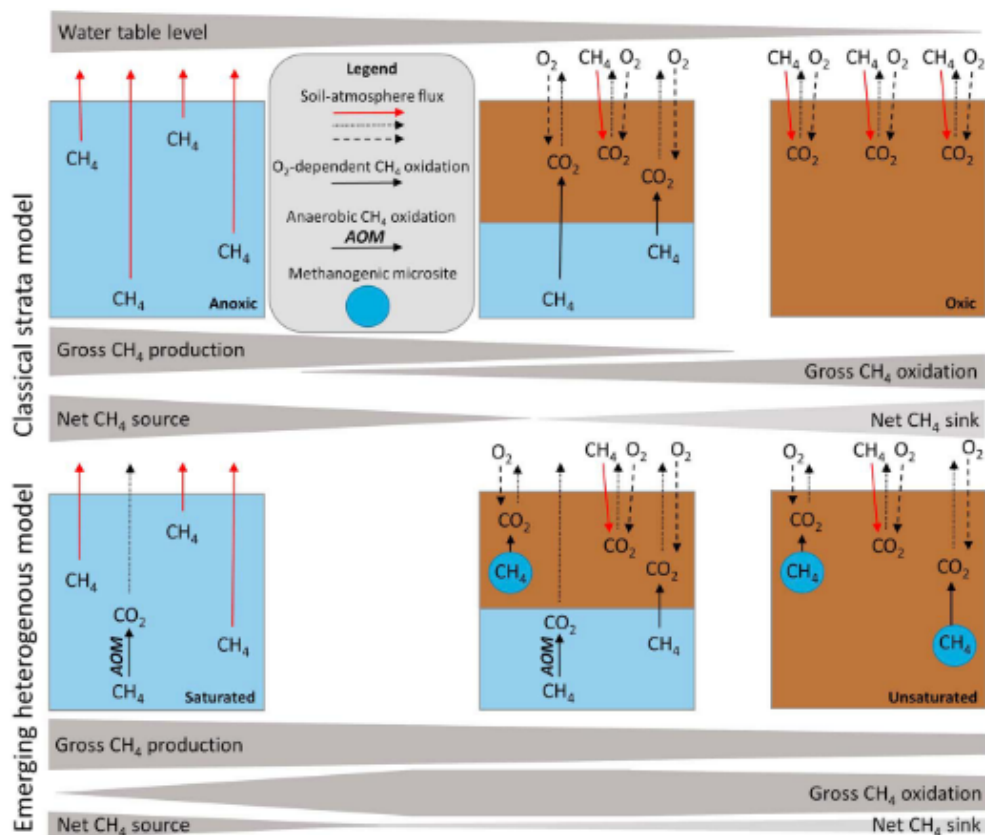 Water table level
Classical strata model
CH₄
CH₄
CH₄
CH₄
Anoxic
Legend
Soil-atmosphere flux
O₂-dependent CH₄ oxidation
Anaerobic CH₄ oxidation
AOM
Methanogenic microsite
O₂ CH₄ O₂ O₂
CO₂
CO₂
CO₂
CH₄
CH₄
CH₄ O₂ CH₄ O₂ CH₄ O₂
CO₂ CO₂ CO₂
Oxic
Gross CH₄ production
Gross CH₄ oxidation
Net CH₄ source
Net CH₄ sink
Emerging heterogenous model
CH₄
CH₄
CO₂
AOM
CH₄
CH₄
Saturated
O₂ CH₄ O₂ O₂
CO₂
CO₂
CH₄
CO₂
CO₂
AOM
CH₄
CH₄
O₂ CH₄ O₂ O₂
CO₂
CO₂
CH₄
CO₂
CH₄
Unsaturated
Gross CH₄ production
Gross CH₄ oxidation
Net CH₄ source
Net CH₄ sink